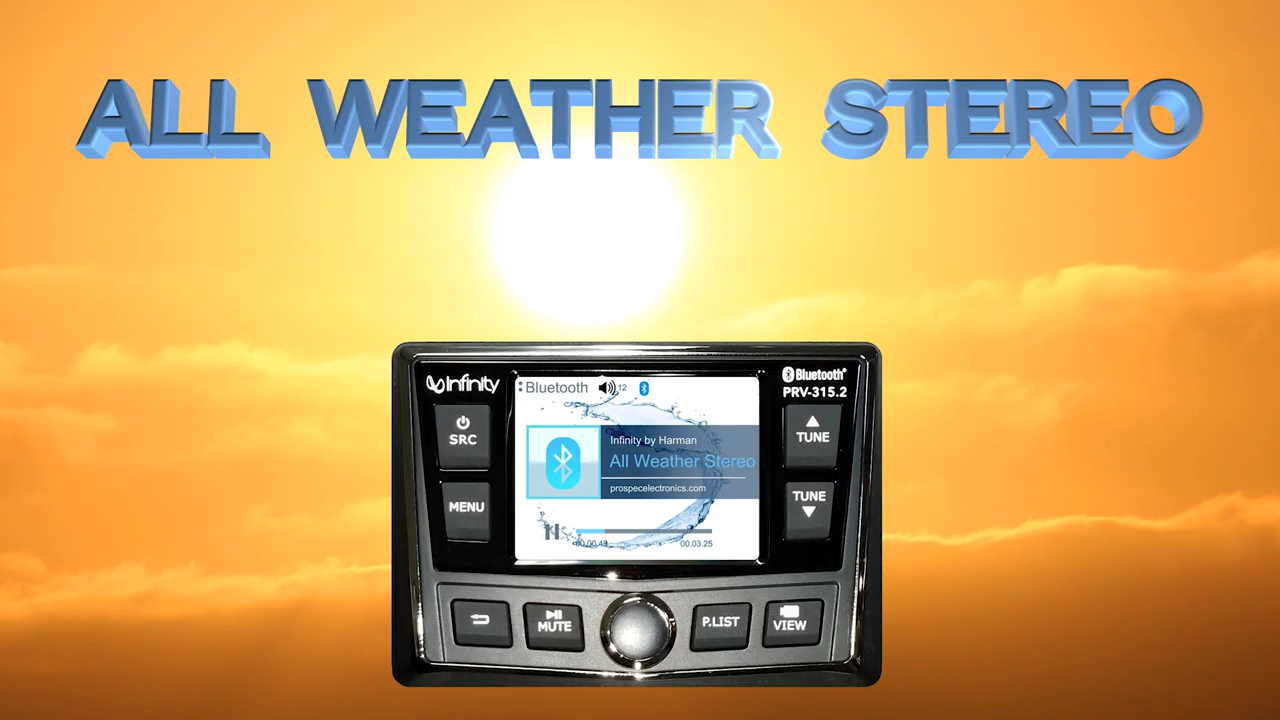 ALL WEATHER STEREO
Infinity
Bluetooth 12
Bluetooth®
PRV-315.2
SRC
TUNE
Infinity by Harman
All Weather Stereo
prospecelectronics.com
MENU
TUNE
00.00.49 00.03.25
MUTE
P.LIST
VIEW